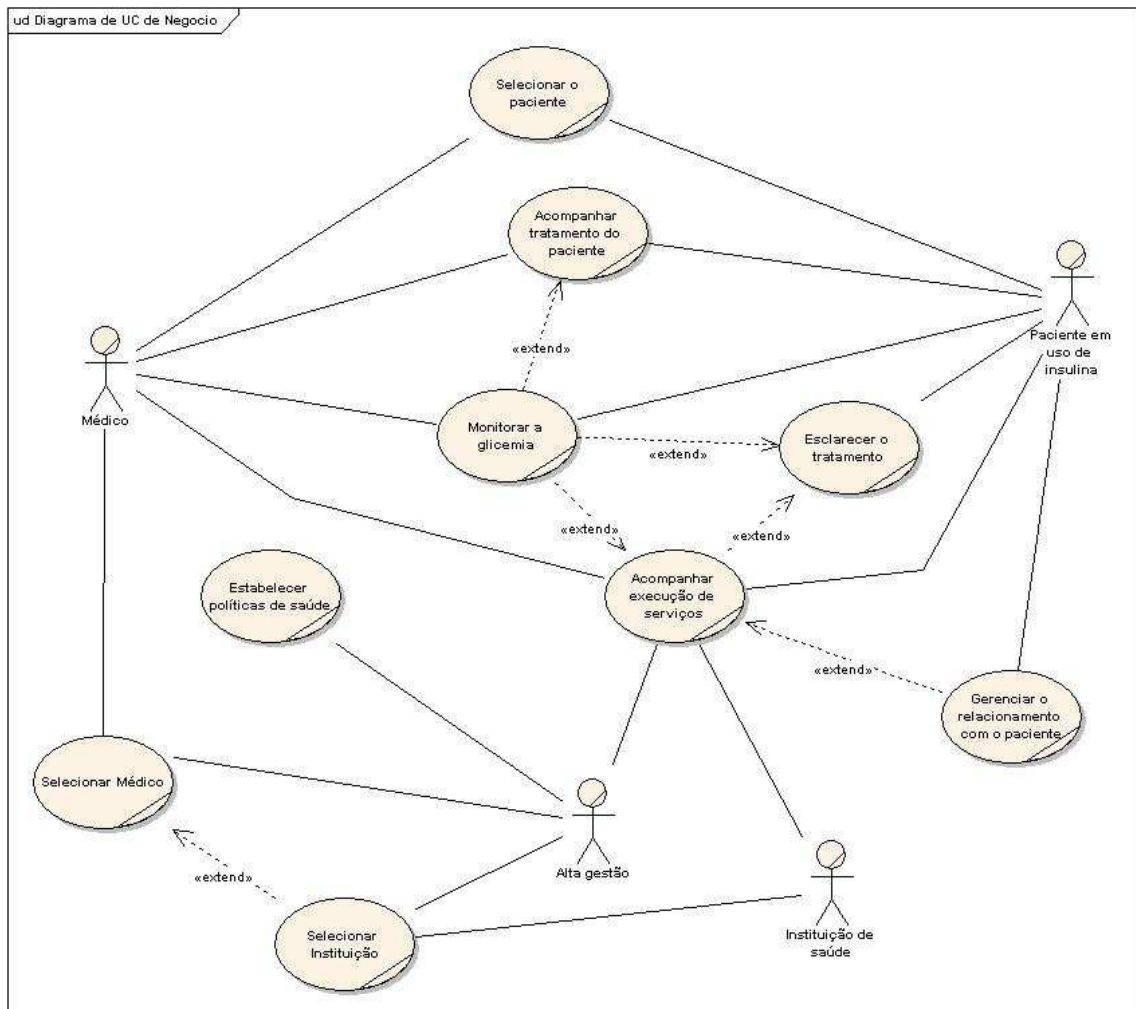 ud Diagrama de UC de Negocio
Selecionar o
paciente
Acompanhar
tratamento do
paciente
Paciente em
uso de
insulina
«extend»
Médico
Monitorar a
glicemia
«extend»
Esclarecer o
tratamento
«extend»
«extend»
Estabelecer
políticas de saúde
Acompanhar
execução de
serviços
«extend»
Gerenciar o
relacionamento
com o paciente
Selecionar Médico
Alta gestão
«extend»
Selecionar
Instituição
Instituição de
saúde